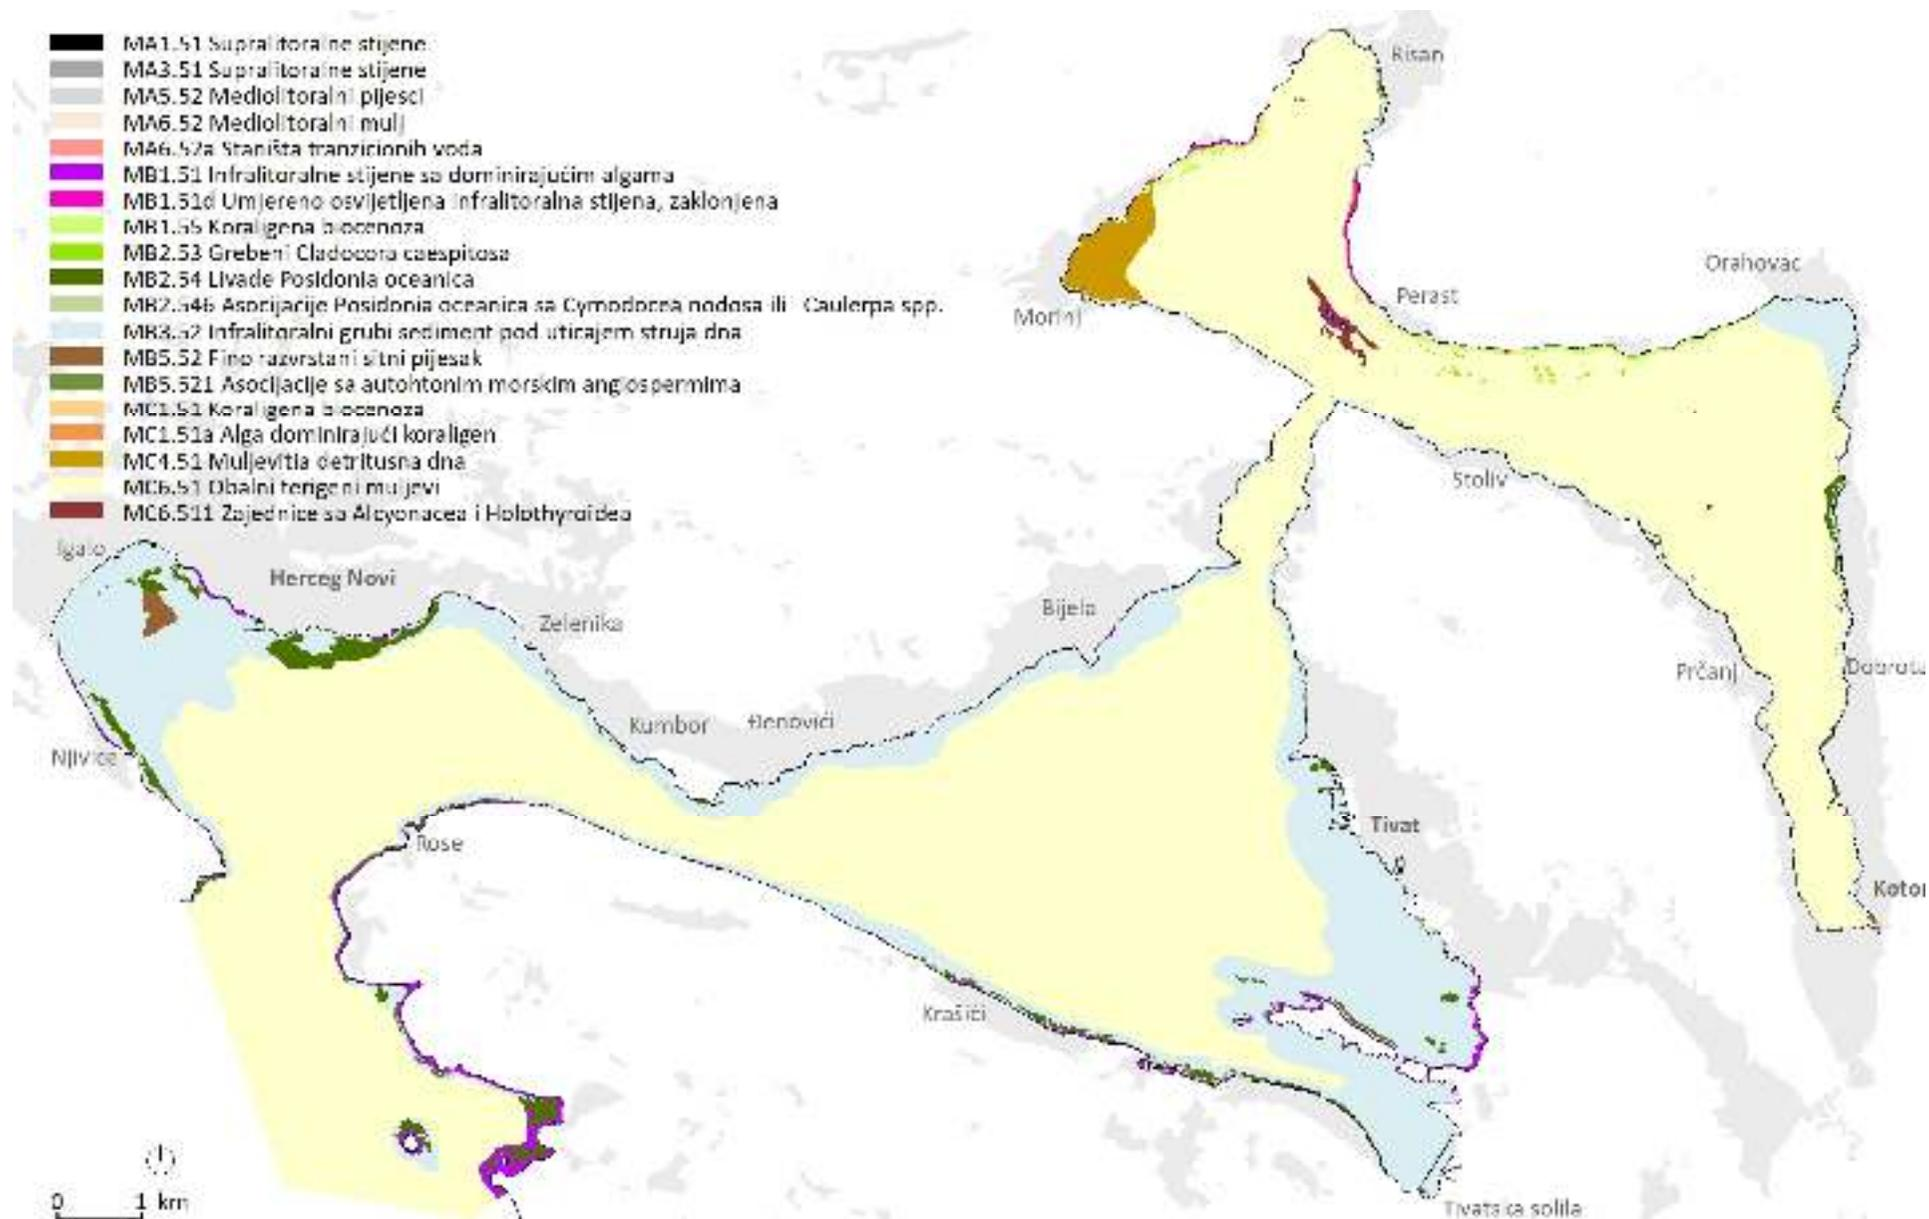 MA1.51 Supralitoralne stijene
MA3.51 Supralitoralne stijene
MA5.52 Mediolitoralni pijesci
MA6.52 Mediolitoralni mulj
MA6.52a Staništa tranzicionih voda
MB1.51 Infralitoralne stijene sa dominirajućim algama
MB1.51d Umjereno osvijetljena infralitoralna stijena, zaklonjena
MB1.55 Koraligena biocenoza
MB2.53 Grebeni Cladocora caespitosa
MB2.54 Livade Posidonia oceanica
MB2.546 Asocijacije Posidonia oceanica sa Cymodocea nodosa ili Caulerpa spp.
MB3.52 Infralitoralni grubi sediment pod uticajem struja dna
MB5.52 Fino razvrstani sitni pijesak
MB5.521 Asocijacije sa autohtonim morskim angiospermima
MC1.51 Koraligena biocenoza
MC1.51a Alga dominirajući koraligen
MC4.51 Muljevitia detritusna dna
MC6.51 Obalni terigeni muljevi
MC6.511 Zajednice sa Alcyonacea i Holothyroidea
Risan
Orahovac
Perast
Morinj
Stoliv
Igalo
Herceg Novi
Zelenika
Bijela
Prčanj
Dobrota
Kumbor
Đenovići
Njivice
Tivat
Rose
Kotor
Krašići
0 1 km
Tivatska solila